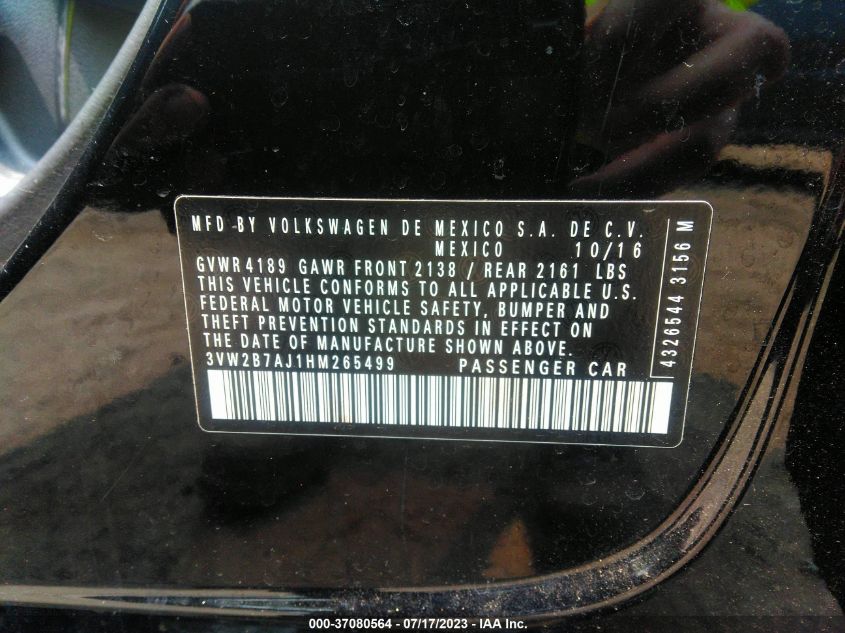 MFD BY VOLKSWAGEN DE MEXICO S.A. DE C.V.
MEXICO 10/16
GVWR 4189 GAWR FRONT 2138 / REAR 2161 LBS
THIS VEHICLE CONFORMS TO ALL APPLICABLE U.S.
FEDERAL MOTOR VEHICLE SAFETY, BUMPER AND
THEFT PREVENTION STANDARDS IN EFFECT ON
THE DATE OF MANUFACTURE SHOWN ABOVE.
3VW2B7AJ1HM265499 PASSENGER CAR
4326544 3156 M
000-37080564 - 07/17/2023 - IAA Inc.